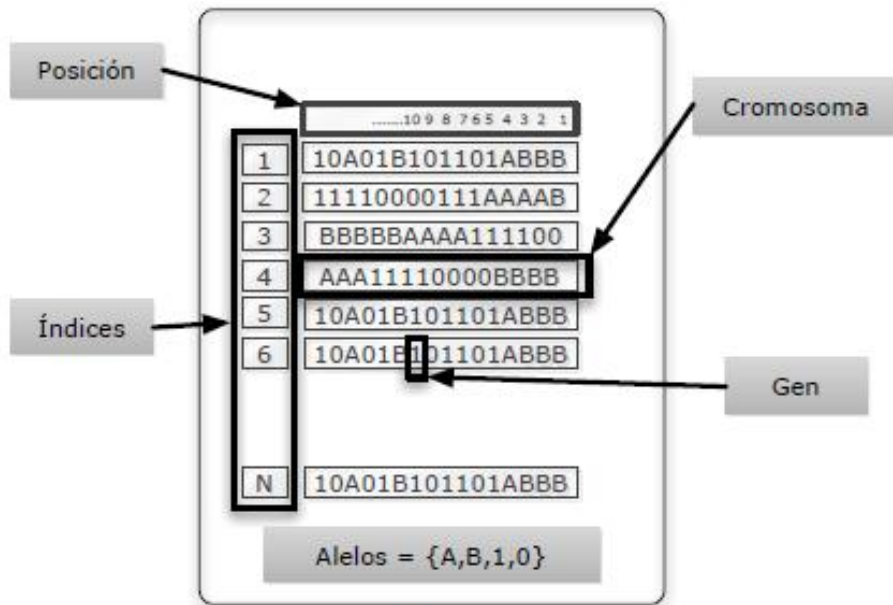 Posición
.......10 9 8 7 6 5 4 3 2 1
Cromosoma
1 10A01B101101ABBB
2 11110000111AAAAB
3 BBBBBAAAA111100
4 AAA11110000BBBB
5 10A01B101101ABBB
Índices
6 10A01B101101ABBB
Gen
N 10A01B101101ABBB
Alelos = {A,B,1,0}